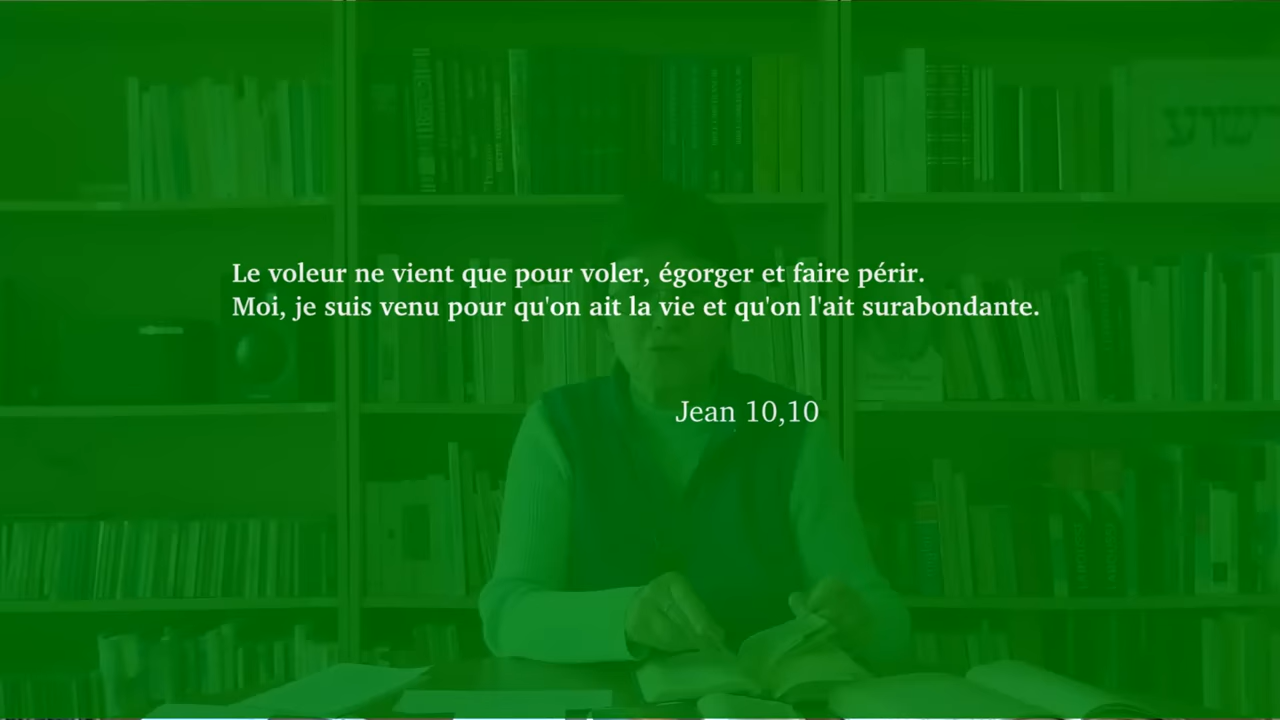 ישוע
Le voleur ne vient que pour voler, égorger et faire périr.
Moi, je suis venu pour qu'on ait la vie et qu'on l'ait surabondante.
Jean 10,10